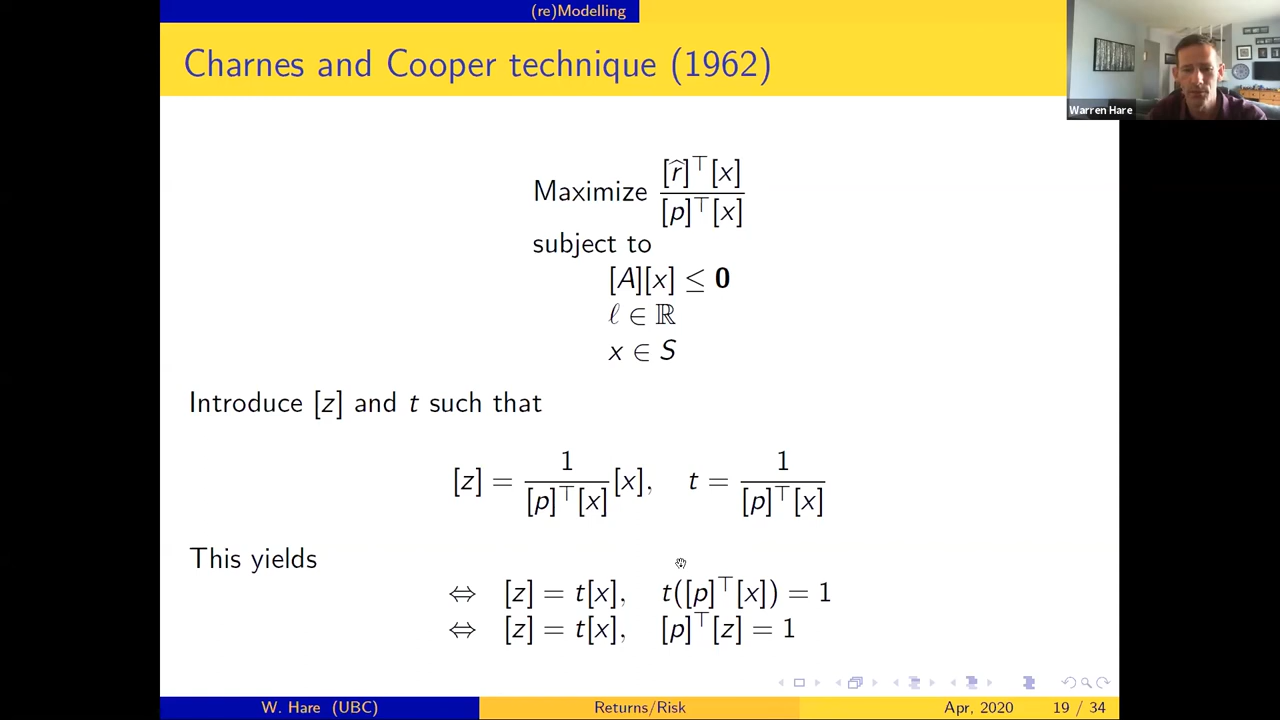 (re)Modelling
Charnes and Cooper technique (1962)
Warren Hare
Maximize [r̂]⊤[x] / [p]⊤[x]
subject to
[A][x] ≤ 0
ℓ ∈ ℝ
x ∈ S
Introduce [z] and t such that
[z] = 1 / [p]⊤[x] [x], t = 1 / [p]⊤[x]
This yields
⇔ [z] = t[x], t([p]⊤[x]) = 1
⇔ [z] = t[x], [p]⊤[z] = 1
W. Hare (UBC) Returns/Risk Apr, 2020 19 / 34